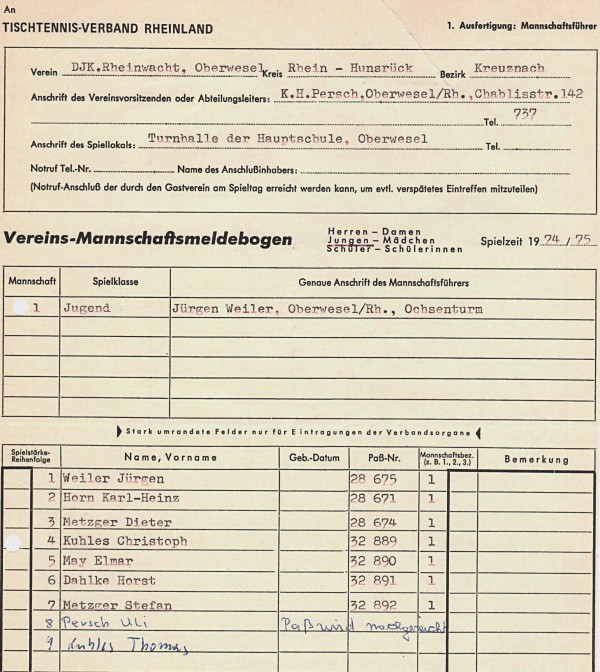 An
TISCHTENNIS-VERBAND RHEINLAND
1. Ausfertigung: Mannschaftsführer
Verein DJK.Rheinwacht, Oberwesel Kreis Rhein - Hunsrück Bezirk Kreuznach
Anschrift des Vereinsvorsitzenden oder Abteilungsleiters: K.H.Persch,Oberwesel/Rh.,Chablisstr.142
Tel. 737
Anschrift des Spiellokals: Turnhalle der Hauptschule, Oberwesel Tel.
Notruf Tel.-Nr. Name des Anschlußinhabers:
(Notruf-Anschluß der durch den Gastverein am Spieltag erreicht werden kann, um evtl. verspätetes Eintreffen mitzuteilen)
Vereins-Mannschaftsmeldebogen
Herren – Damen
Jungen – Mädchen
Schüler – Schülerinnen
Spielzeit 19 74 / 75
Mannschaft Spielklasse Genaue Anschrift des Mannschaftsführers
1 Jugend Jürgen Weiler, Oberwesel/Rh., Ochsenturm
Stark umrandete Felder nur für Eintragungen der Verbandsorgane
Spielstärke-Reihenfolge Name, Vorname Geb.-Datum Paß-Nr. Mannschaftsbez. (z. B. 1., 2., 3.) Bemerkung
1 Weiler Jürgen 28 675 1
2 Horn Karl-Heinz 28 671 1
3 Metzger Dieter 28 674 1
4 Kuhles Christoph 32 889 1
5 May Elmar 32 890 1
6 Dahlke Horst 32 891 1
7 Metzger Stefan 32 892 1
8 Persch Uli Paß wird nachgereicht
9 Kuhles Thomas